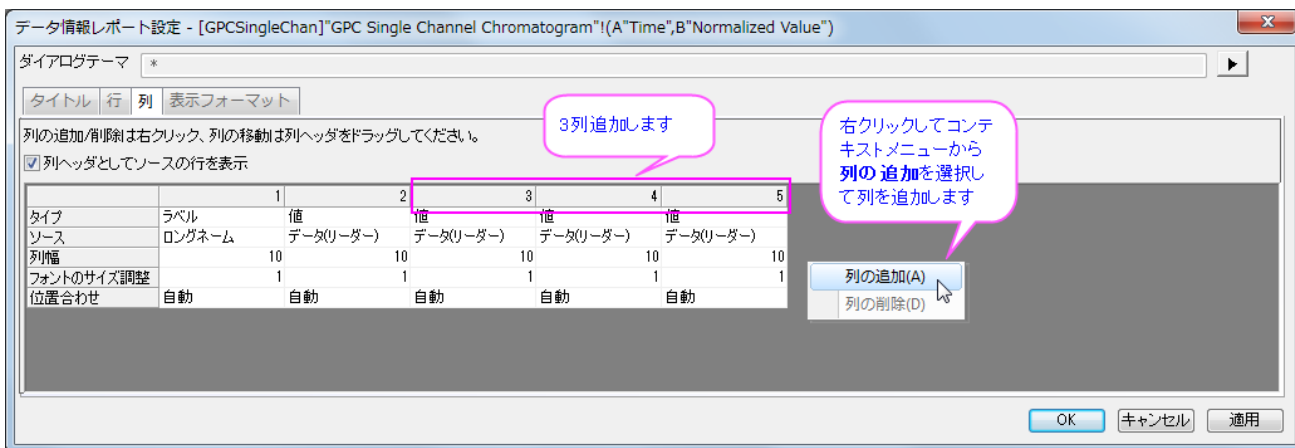 データ情報レポート設定 - [GPCSingleChan]"GPC Single Channel Chromatogram"!(A"Time",B"Normalized Value")
ダイアログテーマ *
タイトル 行 列 表示フォーマット
列の追加/削除は右クリック、列の移動は列ヘッダをドラッグしてください。
列ヘッダとしてソースの行を表示
3列追加します
右クリックしてコンテ
キストメニューから
列の追加を選択し
て列を追加します
1 2 3 4 5
タイプ ラベル 値 値 値 値
ソース ロングネーム データ(リーダー) データ(リーダー) データ(リーダー) データ(リーダー)
列幅 10 10 10 10 10
フォントのサイズ調整 1 1 1 1 1
位置合わせ 自動 自動 自動 自動 自動
列の追加(A)
列の削除(D)
OK キャンセル 適用